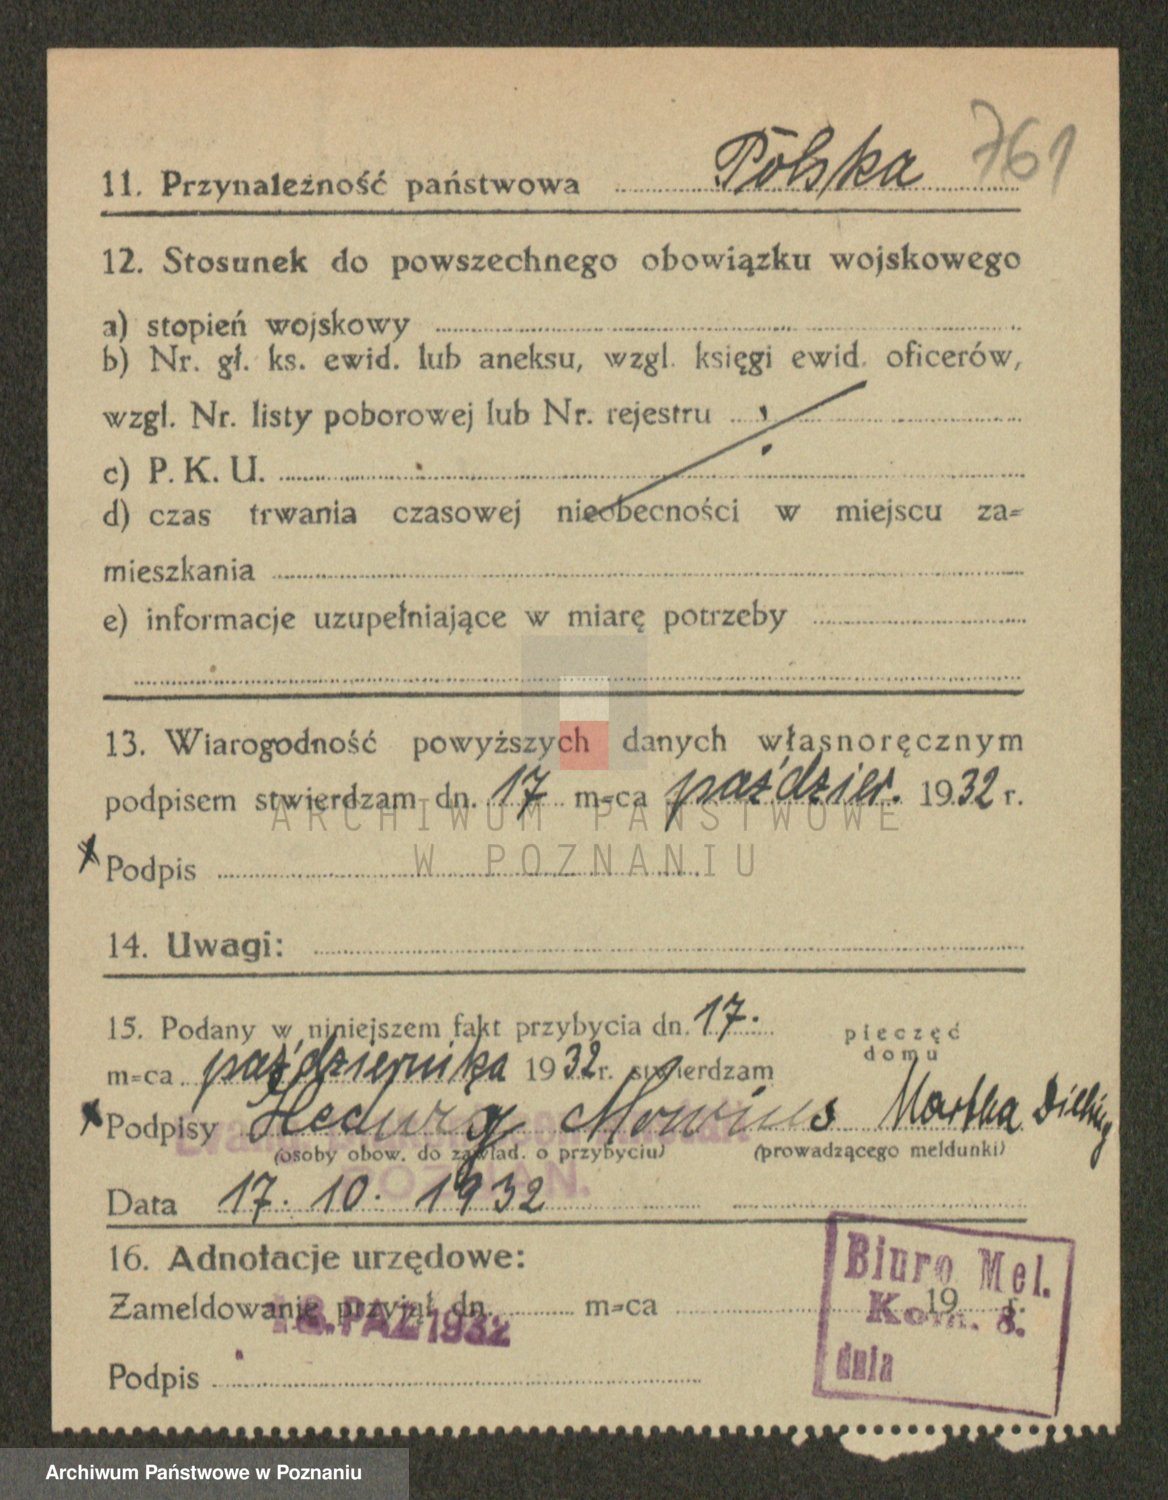 761
11. Przynależność państwowa Polska
12. Stosunek do powszechnego obowiązku wojskowego
a) stopień wojskowy
b) Nr. gł. ks. ewid. lub aneksu, wzgl. księgi ewid. oficerów,
wzgl. Nr. listy poborowej lub Nr. rejestru
c) P. K. U.
d) czas trwania czasowej nieobecności w miejscu za=
mieszkania
e) informacje uzupełniające w miarę potrzeby
13. Wiarogodność powyższych danych własnoręcznym
podpisem stwierdzam dn. 17 m=ca paździer. 1932 r.
ARCHIWUM PAŃSTWOWE
W POZNANIU
Podpis
14. Uwagi:
15. Podany w niniejszem fakt przybycia dn. 17.
pieczęć
domu
m=ca października 1932 r. stwierdzam
Podpisy Hedwig Martha
(osoby obow. do zawiad. o przybyciu) (prowadzącego meldunki)
POZNAŃ.
Data 17. 10. 1932
16. Adnotacje urzędowe:
Zameldowanie przyjął dn. m=ca 19 r.
18. PAŹ 1932
Biuro Mel.
Kom. 8.
dnia
Podpis
Archiwum Państwowe w Poznaniu